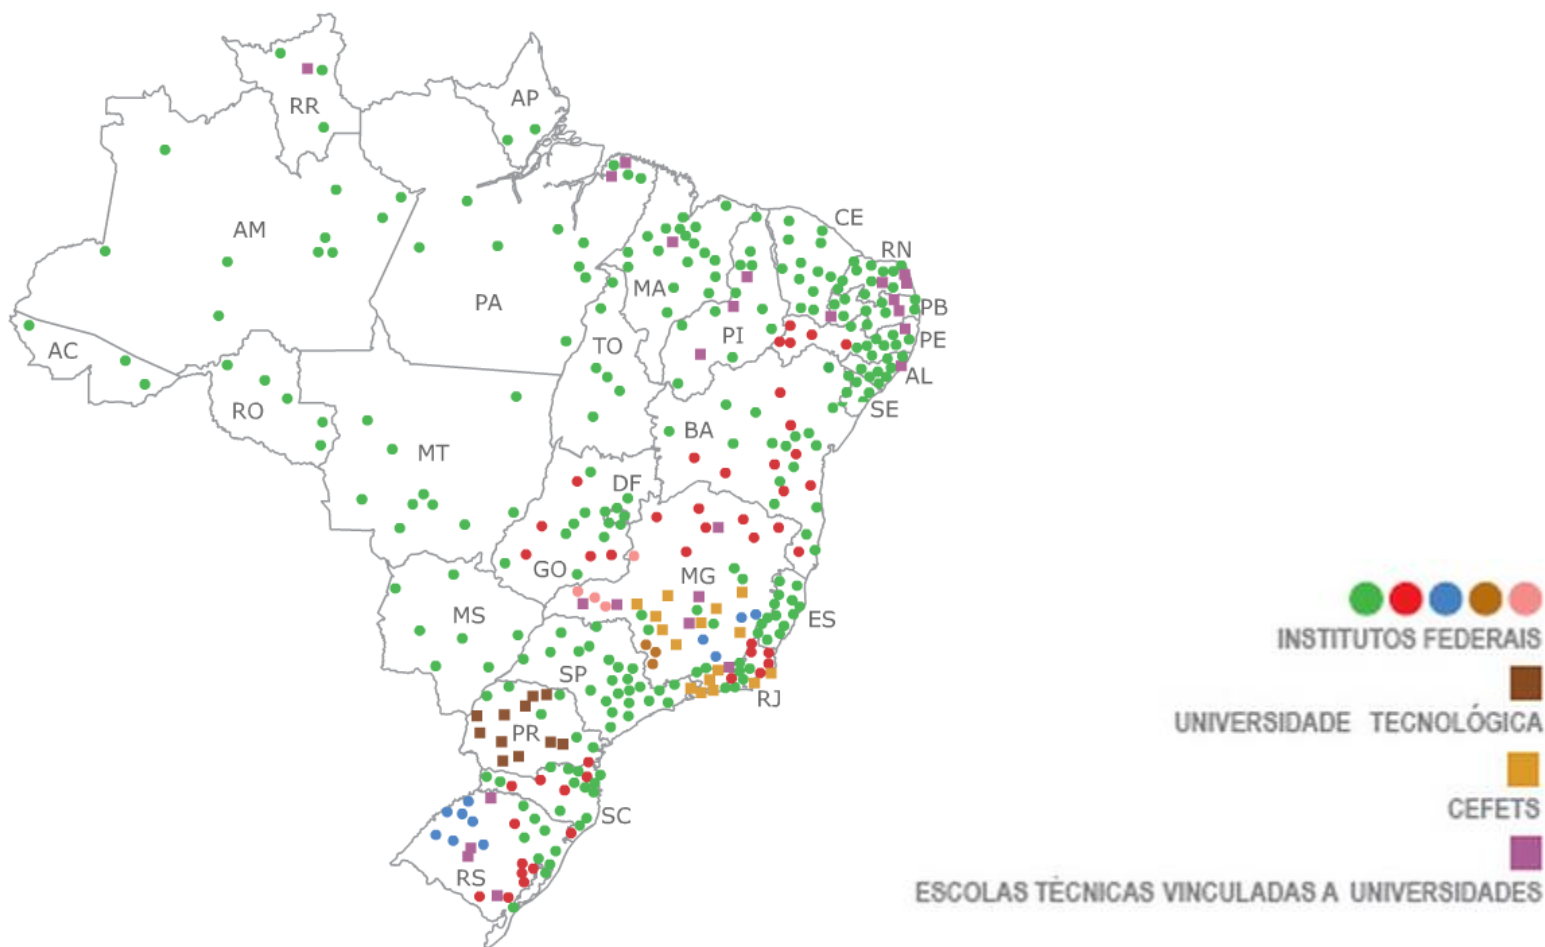 RR
AP
AM
CE
RN
MA
PA
PB
PI
PE
TO
AC
AL
RO
SE
BA
MT
DF
GO
MG
MS
ES
SP
RJ
PR
SC
RS
INSTITUTOS FEDERAIS
UNIVERSIDADE TECNOLÓGICA
CEFETS
ESCOLAS TÉCNICAS VINCULADAS A UNIVERSIDADES